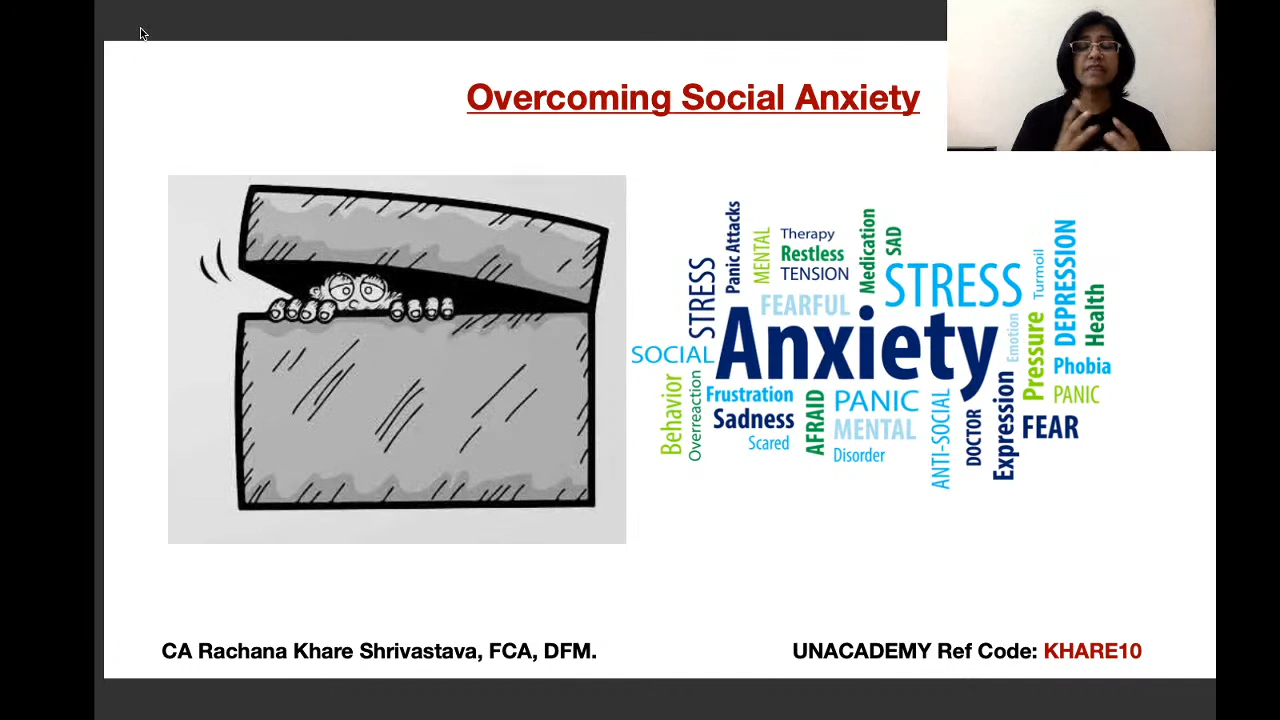 Overcoming Social Anxiety
Panic Attacks
MENTAL
Therapy
Restless
TENSION
Medication
SAD
STRESS
FEARFUL
STRESS
Turmoil
DEPRESSION
Health
SOCIAL
Anxiety
Emotion
Pressure
Phobia
PANIC
Behavior
Overreaction
Frustration
Sadness
Scared
AFRAID
PANIC
MENTAL
Disorder
ANTI-SOCIAL
DOCTOR
Expression
FEAR
CA Rachana Khare Shrivastava, FCA, DFM.
UNACADEMY Ref Code: KHARE10